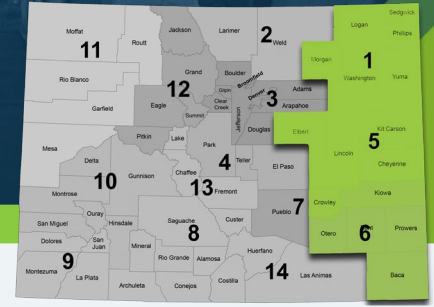 Sedgwick
Logan
Phillips
Moffat
Routt
Jackson
Larimer
2
Weld
11
Morgan
1
Washington
Yuma
Rio Blanco
Grand
Boulder
Broomfield
12
Gilpin
Denver
Adams
Clear
Creek
3
Arapahoe
Garfield
Eagle
Summit
Jefferson
Douglas
Elbert
Kit Carson
5
Pitkin
Lake
Park
Lincoln
Mesa
Delta
4
Teller
El Paso
Cheyenne
Gunnison
Chaffee
10
13
Fremont
Kiowa
Montrose
7
Crowley
Ouray
Pueblo
San Miguel
Hinsdale
Saguache
Custer
Otero
6
Prowers
Dolores
San
Juan
Mineral
8
Huerfano
9
Rio Grande
Alamosa
Montezuma
La Plata
14
Las Animas
Baca
Archuleta
Conejos
Costilla